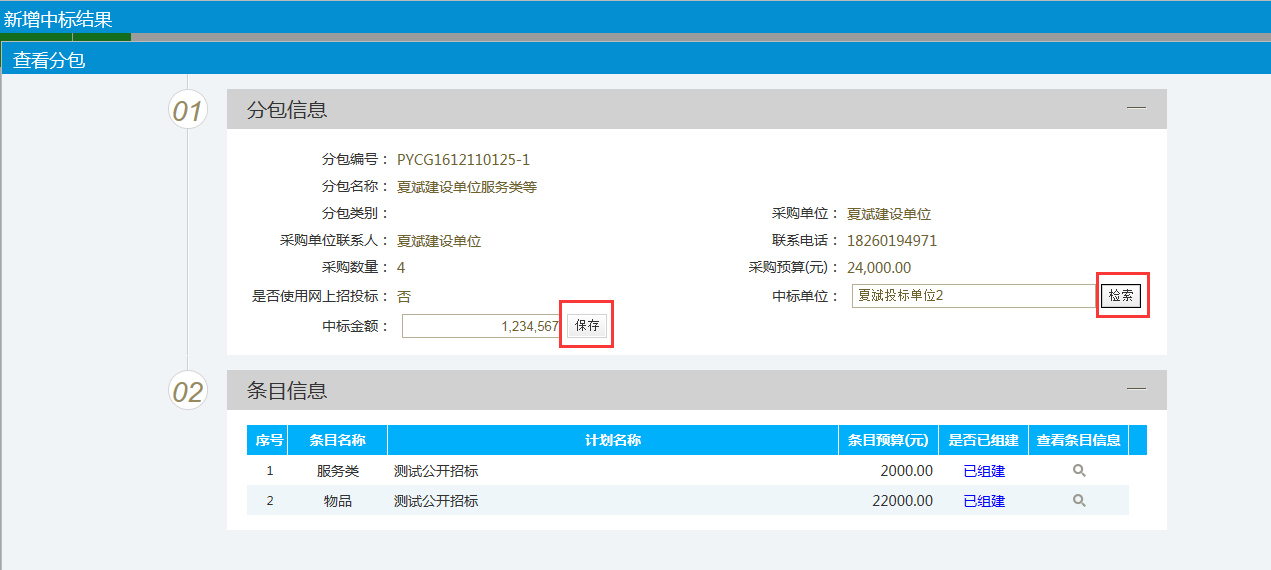 新增中标结果
查看分包
01 分包信息
分包编号： PYCG1612110125-1
分包名称： 夏斌建设单位服务类等
分包类别： 采购单位： 夏斌建设单位
采购单位联系人： 夏斌建设单位 联系电话： 18260194971
采购数量： 4 采购预算(元)： 24,000.00
是否使用网上招投标： 否 中标单位： 夏斌投标单位2 检索
中标金额： 1,234,567 保存
02 条目信息
序号 条目名称 计划名称 条目预算(元) 是否已组建 查看条目信息
1 服务类 测试公开招标 2000.00 已组建
2 物品 测试公开招标 22000.00 已组建